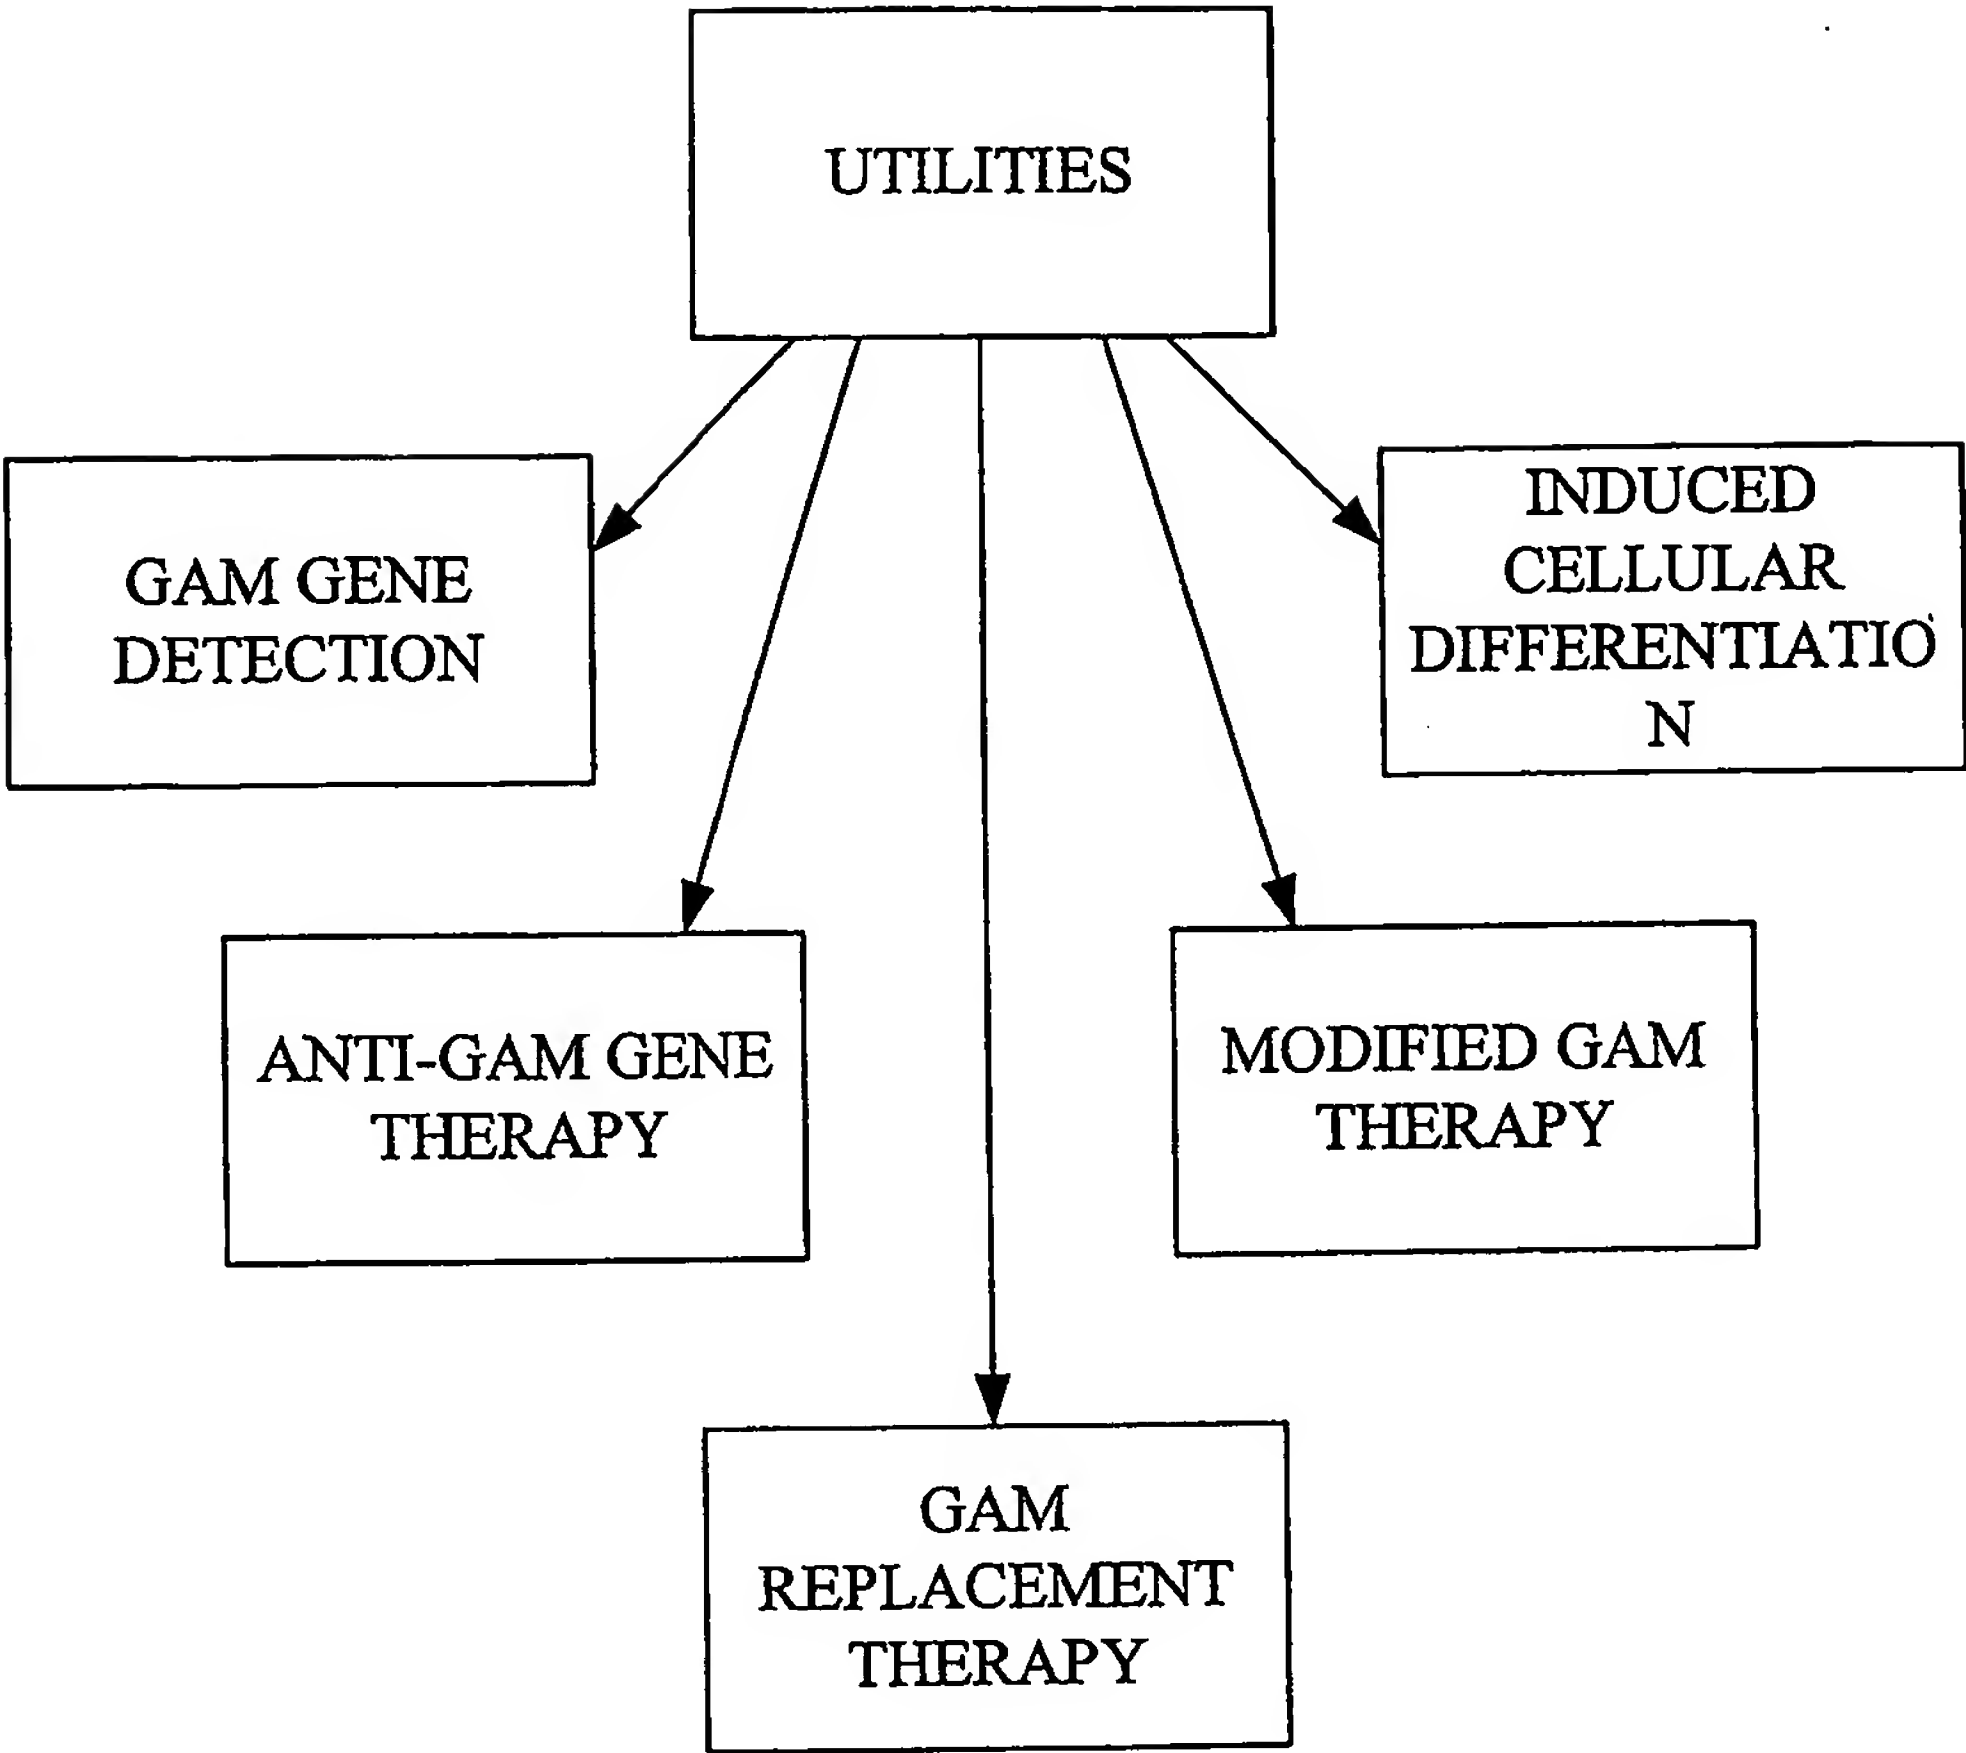 UTILITIES
GAM GENE
DETECTION
INDUCED
CELLULAR
DIFFERENTIATIO
N
ANTI-GAM GENE
THERAPY
MODIFIED GAM
THERAPY
GAM
REPLACEMENT
THERAPY